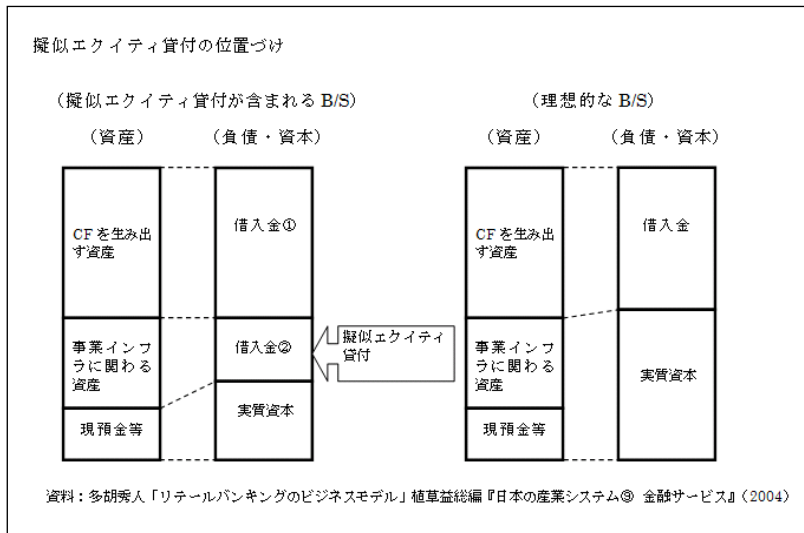 擬似エクイティ貸付の位置づけ
（擬似エクイティ貸付が含まれる B/S）
（理想的な B/S）
（資産）
（負債・資本）
（資産）
（負債・資本）
CF を生み出
す資産
借入金①
事業インフ
ラに関わる
資産
借入金②
擬似エクイティ
貸付
現預金等
実質資本
CF を生み出
す資産
借入金
事業インフ
ラに関わる
資産
実質資本
現預金等
資料：多胡秀人「リテールバンキングのビジネスモデル」植草益総編『日本の産業システム⑨ 金融サービス』（2004）